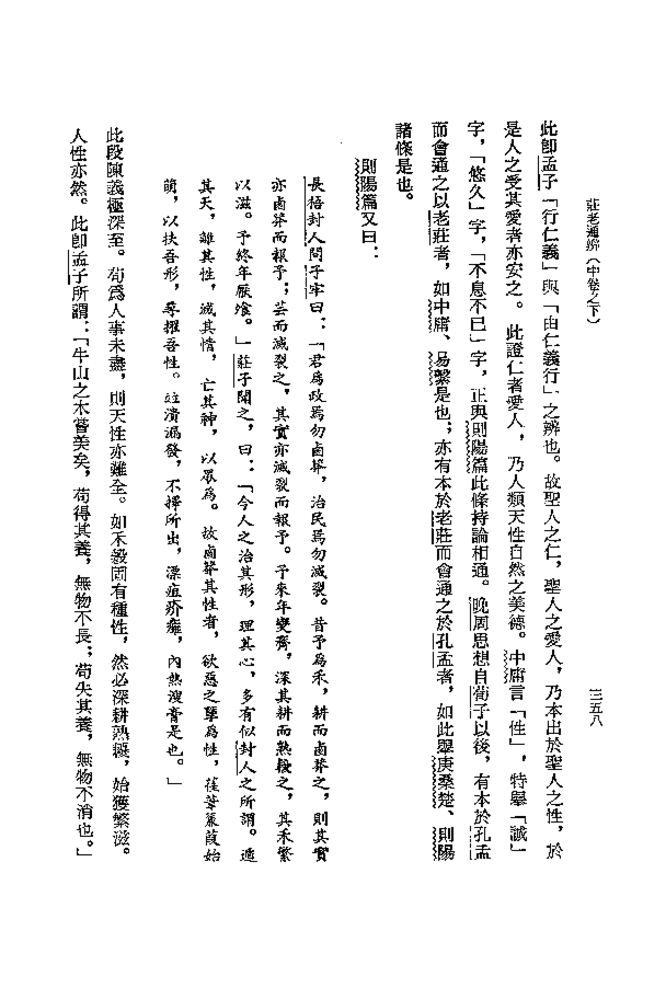 莊老通辨（中卷之下）
三五八
此卽孟子「行仁義」與「由仁義行」之辨也。故聖人之仁，聖人之愛人，乃本出於聖人之性，於
是人之受其愛者亦安之。此證仁者愛人，乃人類天性自然之美德。中庸言「性」，特舉「誠」
字，「悠久」字，「不息不已」字，正與則陽篇此條持論相通。晚周思想自荀子以後，有本於孔孟
而會通之以老莊者，如中庸、易繫是也；亦有本於老莊而會通之於孔孟者，如此舉庚桑楚、則陽
諸條是也。
則陽篇又曰：
長梧封人問子牢曰：「君爲政焉勿鹵莽，治民焉勿滅裂。昔予爲禾，耕而鹵莽之，則其實
亦鹵莽而報予；芸而滅裂之，其實亦滅裂而報予。予來年變齊，深其耕而熟耰之，其禾繁
以滋。予終年厭飧。」莊子聞之，曰：「今人之治其形，理其心，多有似封人之所謂。遁
其天，離其性，滅其情，亡其神，以眾爲。故鹵莽其性者，欲惡之孽爲性，萑葦蒹葭始
萌，以扶吾形，尋擢吾性。竝潰漏發，不擇所出，漂疽疥癰，內熱溲膏是也。」
此段陳義極深至。苟爲人事未盡，則天性亦難全。如禾穀固有種性，然必深耕熟耰，始獲繁滋。
人性亦然。此卽孟子所謂：「牛山之木嘗美矣，苟得其養，無物不長；苟失其養，無物不消也。」